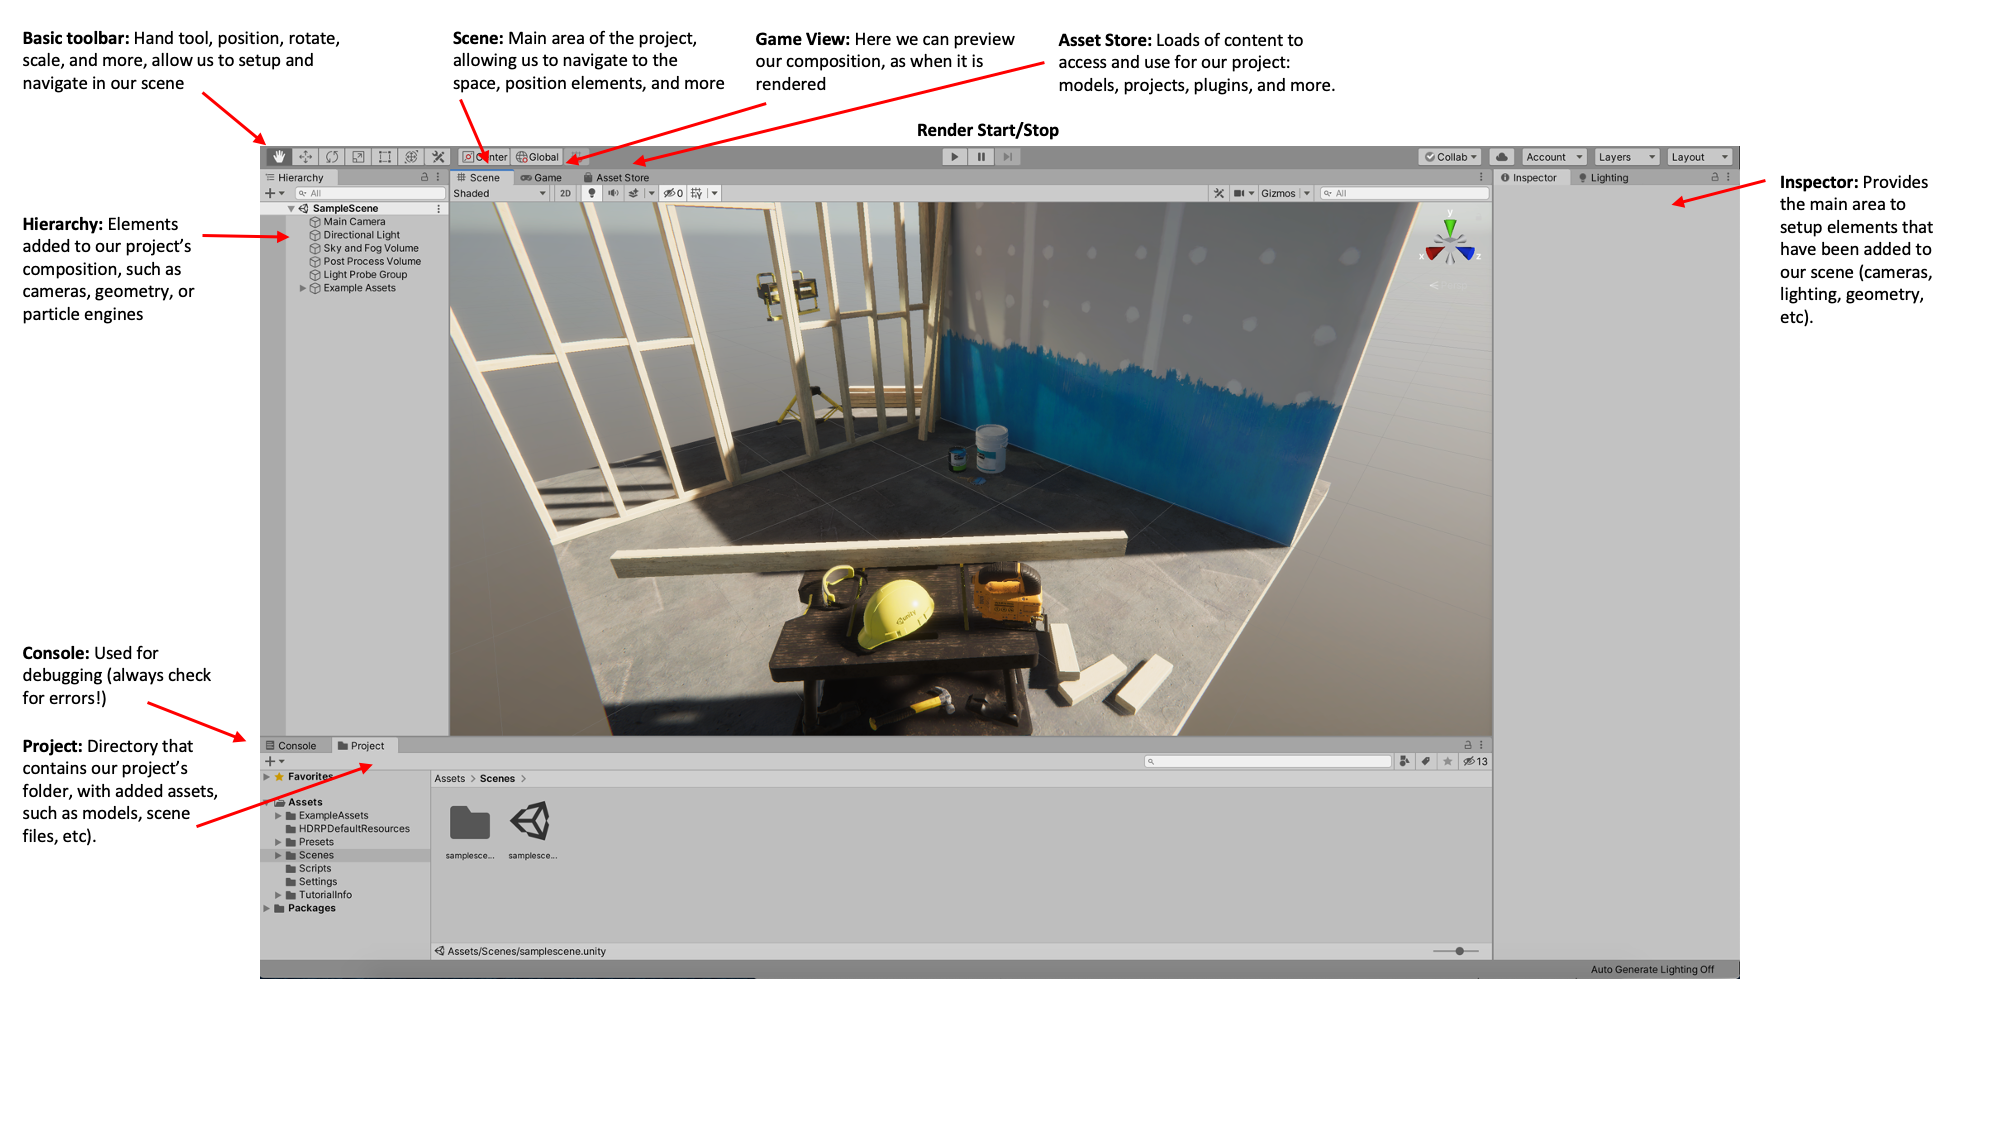 Basic toolbar: Hand tool, position, rotate,
scale, and more, allow us to setup and
navigate in our scene
Scene: Main area of the project,
allowing us to navigate to the
space, position elements, and more
Game View: Here we can preview
our composition, as when it is
rendered
Asset Store: Loads of content to
access and use for our project:
models, projects, plugins, and more.
Render Start/Stop
Center Global
Collab Account Layers Layout
Hierarchy
Scene Game Asset Store
Inspector Lighting
All
Shaded 2D 0 Gizmos All
SampleScene
Main Camera
Directional Light
Sky and Fog Volume
Post Process Volume
Light Probe Group
Example Assets
y
x z
unity
Hierarchy: Elements
added to our project's
composition, such as
cameras, geometry, or
particle engines
Inspector: Provides
the main area to
setup elements that
have been added to
our scene (cameras,
lighting, geometry,
etc).
Console: Used for
debugging (always check
for errors!)
Project: Directory that
contains our project's
folder, with added assets,
such as models, scene
files, etc).
Console Project
13
Favorites
Assets
ExampleAssets
HDRPDefaultResources
Presets
Scenes
Scripts
Settings
TutorialInfo
Packages
Assets > Scenes >
samplesce... samplesce...
Assets/Scenes/samplescene.unity
Auto Generate Lighting Off